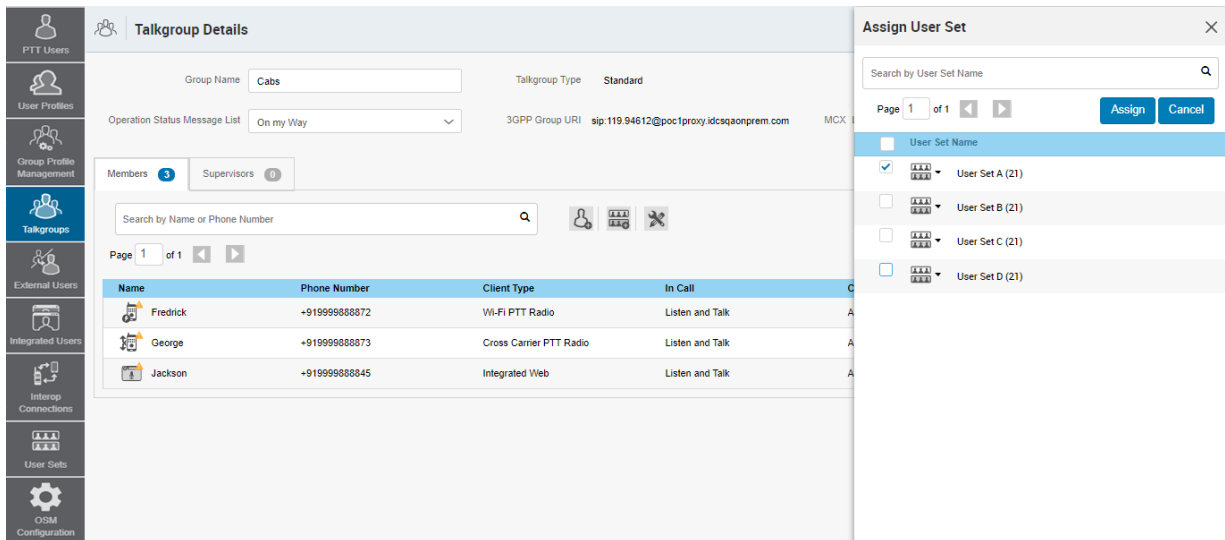 PTT Users
User Profiles
Group Profile
Management
Talkgroups
External Users
Integrated Users
Interop
Connections
User Sets
OSM
Configuration
Talkgroup Details
Group Name Cabs Talkgroup Type Standard
Operation Status Message List On my Way 3GPP Group URI sip:119.94612@poc1proxy.idcsqaonprem.com MCX
Members 3 Supervisors 0
Search by Name or Phone Number
Page 1 of 1
Name Phone Number Client Type In Call
Fredrick +919999888872 Wi-Fi PTT Radio Listen and Talk
George +919999888873 Cross Carrier PTT Radio Listen and Talk
Jackson +919999888845 Integrated Web Listen and Talk
Assign User Set
Search by User Set Name
Page 1 of 1 Assign Cancel
User Set Name
User Set A (21)
User Set B (21)
User Set C (21)
User Set D (21)